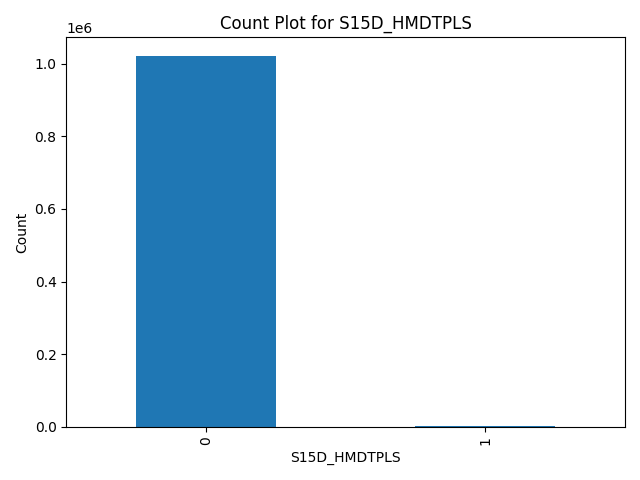 Count Plot for S15D_HMDTPLS
1e6
1.0
0.8
0.6
0.4
0.2
0.0
Count
0
1
S15D_HMDTPLS